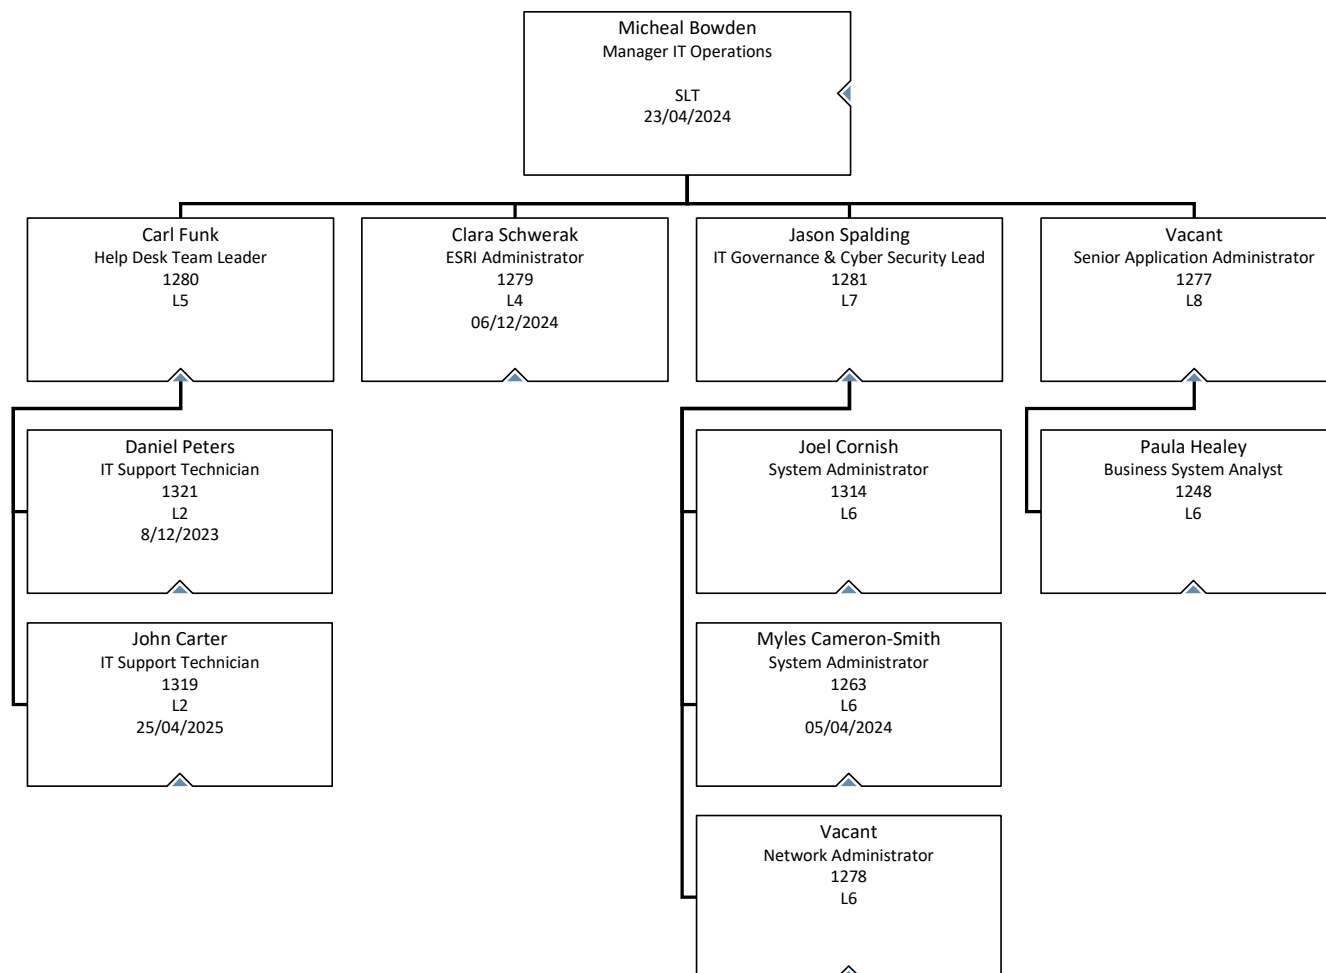 Micheal Bowden
Manager IT Operations
SLT
23/04/2024
Carl Funk
Help Desk Team Leader
1280
L5
Clara Schwerak
ESRI Administrator
1279
L4
06/12/2024
Jason Spalding
IT Governance & Cyber Security Lead
1281
L7
Vacant
Senior Application Administrator
1277
L8
Daniel Peters
IT Support Technician
1321
L2
8/12/2023
Joel Cornish
System Administrator
1314
L6
Paula Healey
Business System Analyst
1248
L6
John Carter
IT Support Technician
1319
L2
25/04/2025
Myles Cameron-Smith
System Administrator
1263
L6
05/04/2024
Vacant
Network Administrator
1278
L6